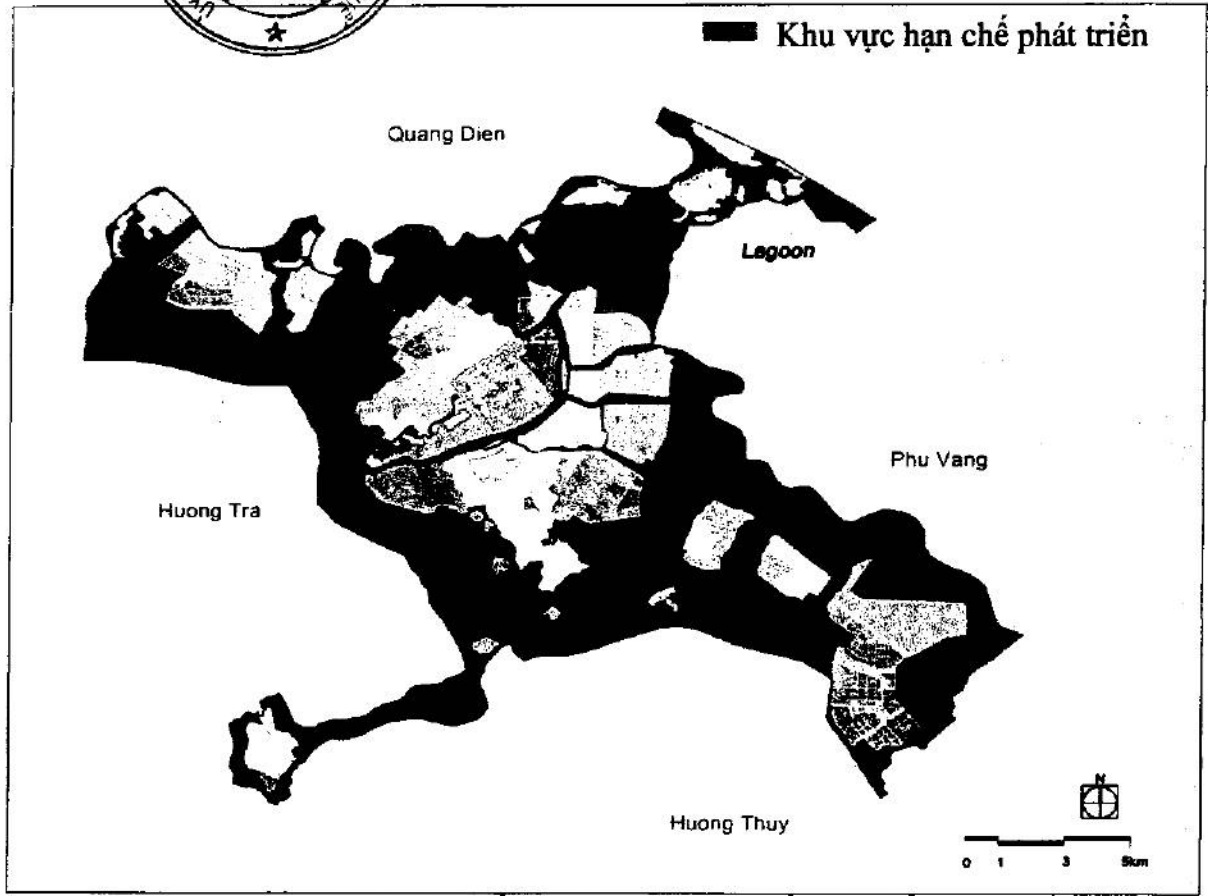 Khu vực hạn chế phát triển
Quang Dien
Lagoon
Phu Vang
Huong Tra
Huong Thuy
N
0 1 3 5km